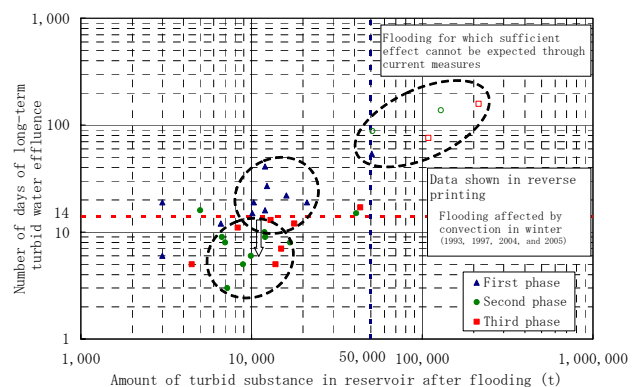 1,000
100
14
10
1
Number of days of long-term
turbid water effluence
Flooding for which sufficient
effect cannot be expected through
current measures
Data shown in reverse
printing
Flooding affected by
convection in winter
(1993, 1997, 2004, and 2005)
First phase
Second phase
Third phase
1,000
10,000
50,000
100,000
1,000,000
Amount of turbid substance in reservoir after flooding (t)